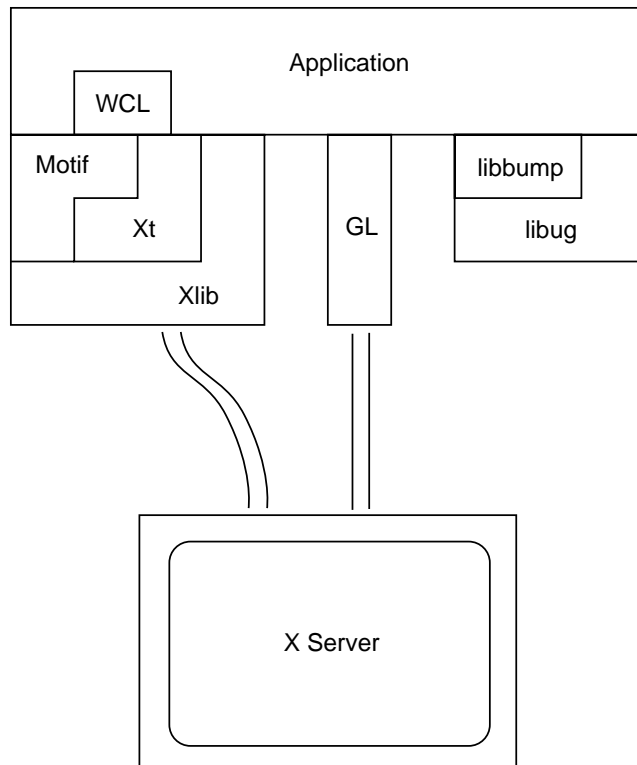 Application
WCL
Motif
libbump
Xt
GL
libug
Xlib
X Server